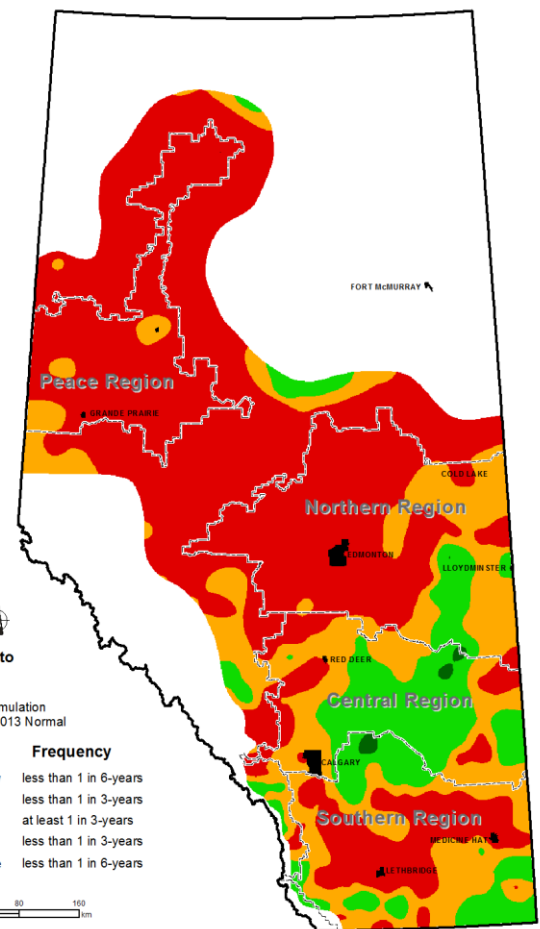 FORT McMURRAY
Peace Region
GRANDE PRAIRIE
COLD LAKE
Northern Region
EDMONTON
LLOYDMINSTER
to
RED DEER
mulation
013 Normal
Central Region
Frequency
CALGARY
less than 1 in 6-years
less than 1 in 3-years
at least 1 in 3-years
Southern Region
less than 1 in 3-years
MEDICINE HAT
less than 1 in 6-years
LETHBRIDGE
80 160
km